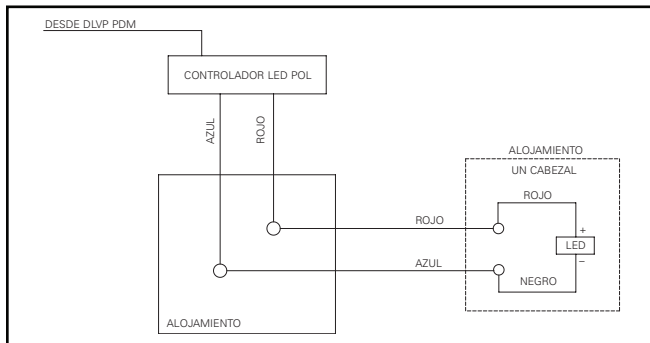 DESDE DLVP PDM
CONTROLADOR LED POL
AZUL
ROJO
ALOJAMIENTO
UN CABEZAL
ROJO
ROJO
+
LED
–
AZUL
NEGRO
ALOJAMIENTO